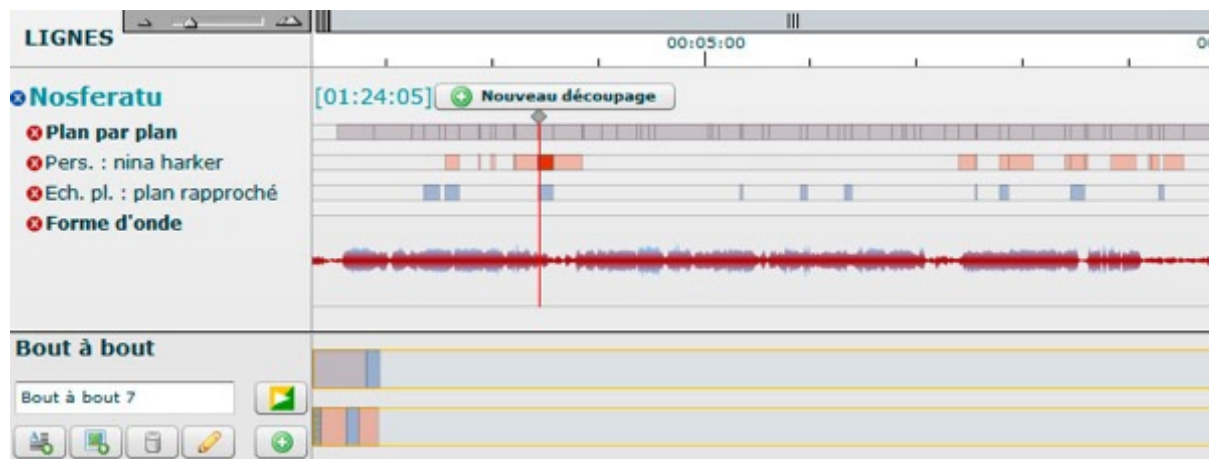 LIGNES
00:05:00
Nosferatu
[01:24:05]
Nouveau découpage
Plan par plan
Pers. : nina harker
Ech. pl. : plan rapproché
Forme d'onde
Bout à bout
Bout à bout 7